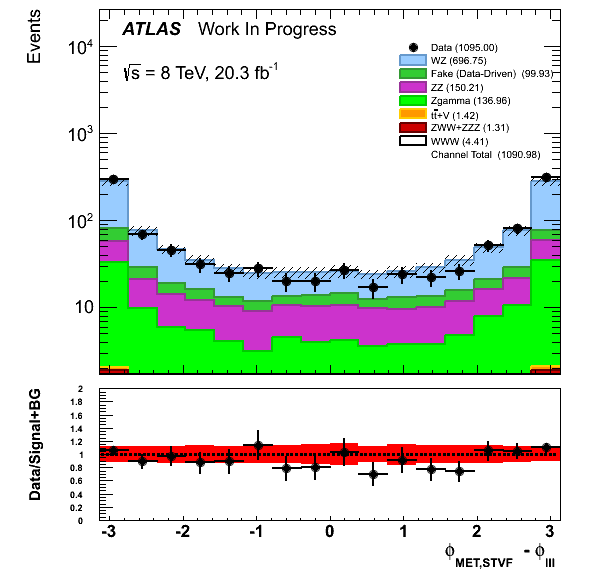 ATLAS Work In Progress
√s = 8 TeV, 20.3 fb⁻¹
Events
10⁴
10³
10²
10
Data (1095.00)
WZ (696.75)
Fake (Data-Driven) (99.93)
ZZ (150.21)
Zgamma (136.96)
tt̄+V (1.42)
ZWW+ZZZ (1.31)
WWW (4.41)
Channel Total (1090.98)
Data/Signal+BG
2
1.8
1.6
1.4
1.2
1
0.8
0.6
0.4
0.2
0
-3 -2 -1 0 1 2 3
ϕMET,STVF - ϕlll